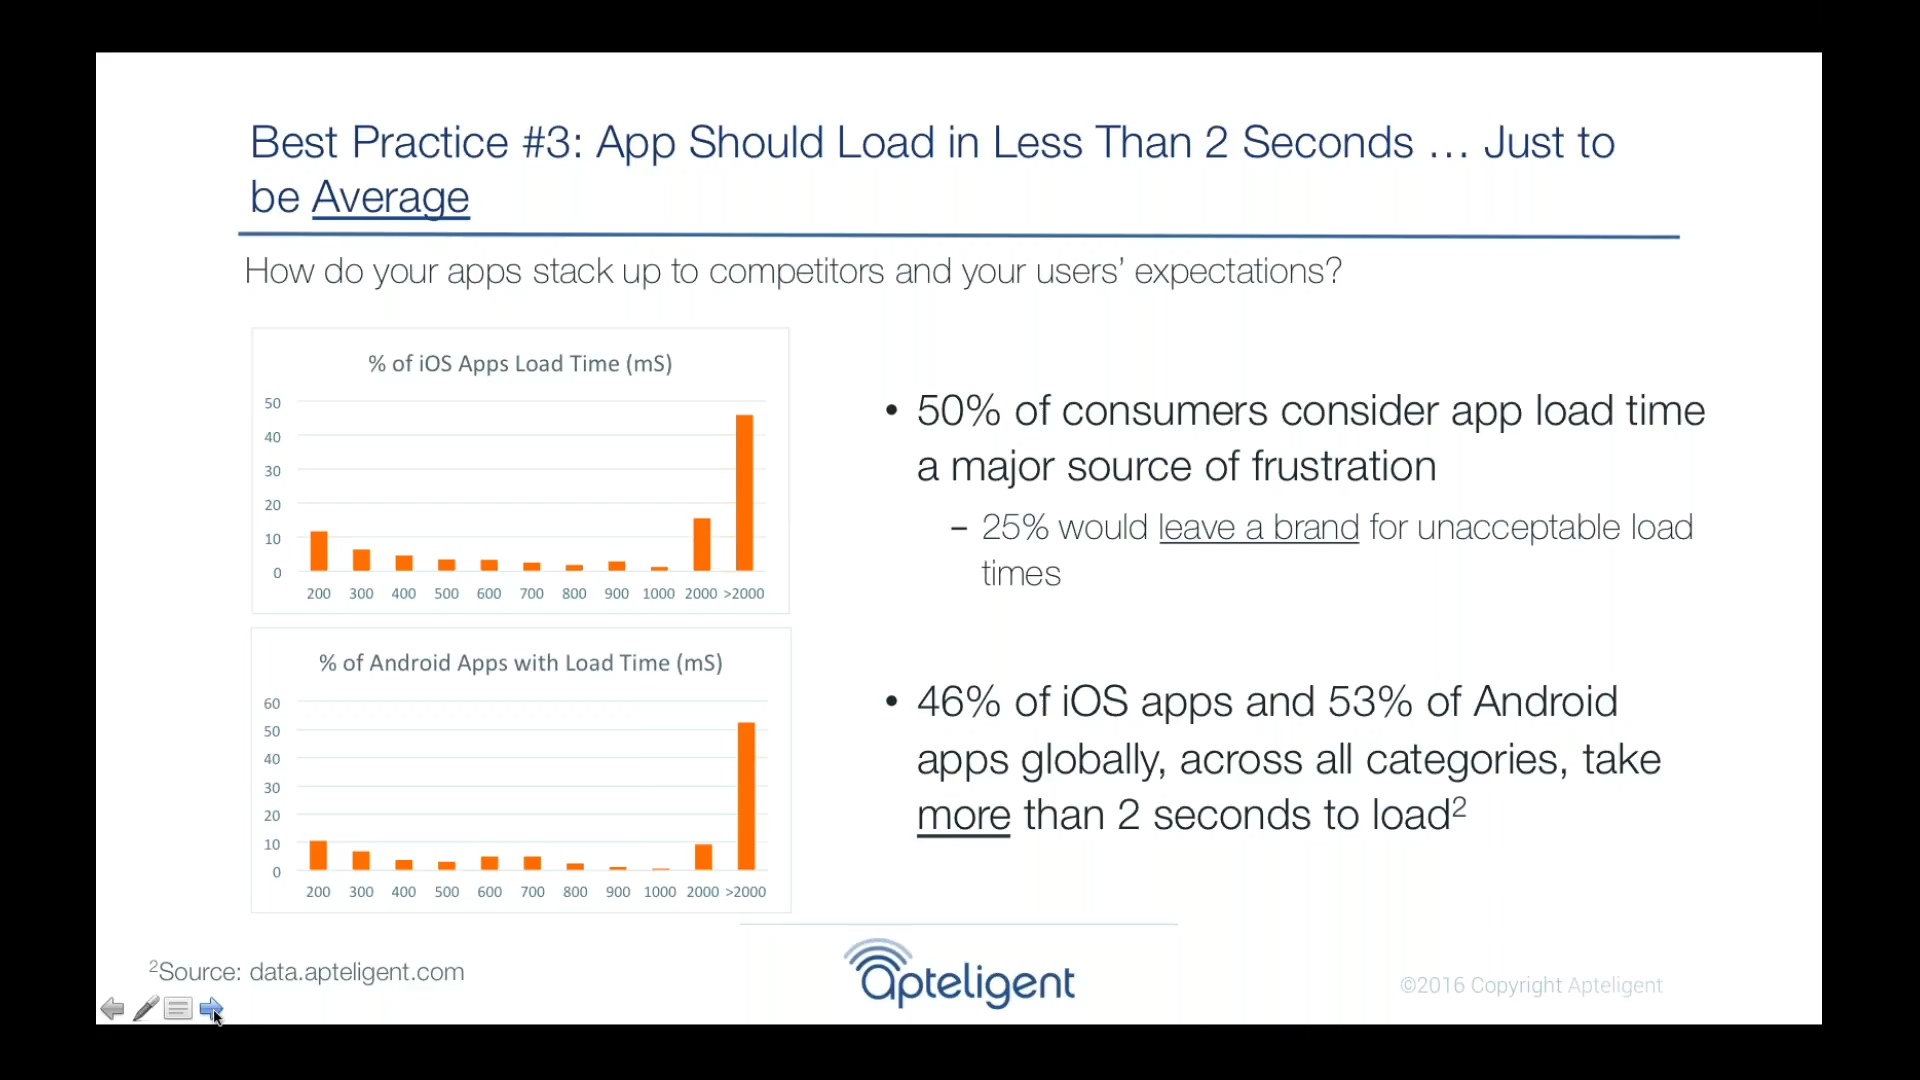 Best Practice #3: App Should Load in Less Than 2 Seconds … Just to
be Average
How do your apps stack up to competitors and your users’ expectations?
% of iOS Apps Load Time (mS)
50
40
30
20
10
0
200 300 400 500 600 700 800 900 1000 2000 >2000
% of Android Apps with Load Time (mS)
60
50
40
30
20
10
0
200 300 400 500 600 700 800 900 1000 2000 >2000
• 50% of consumers consider app load time
a major source of frustration
– 25% would leave a brand for unacceptable load
times
• 46% of iOS apps and 53% of Android
apps globally, across all categories, take
more than 2 seconds to load²
²Source: data.apteligent.com
apteligent
©2016 Copyright Apteligent